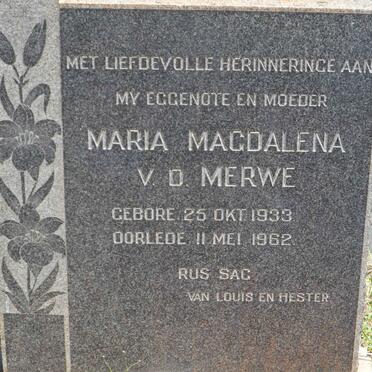 MET LIEFDEVOLLE HERINNERINGE AAN
MY EGGENOTE EN MOEDER
MARIA MAGDALENA
V. D. MERWE
GEBORE 25 OKT. 1933
OORLEDE 11 MEI 1962
RUS SAG
VAN LOUIS EN HESTER